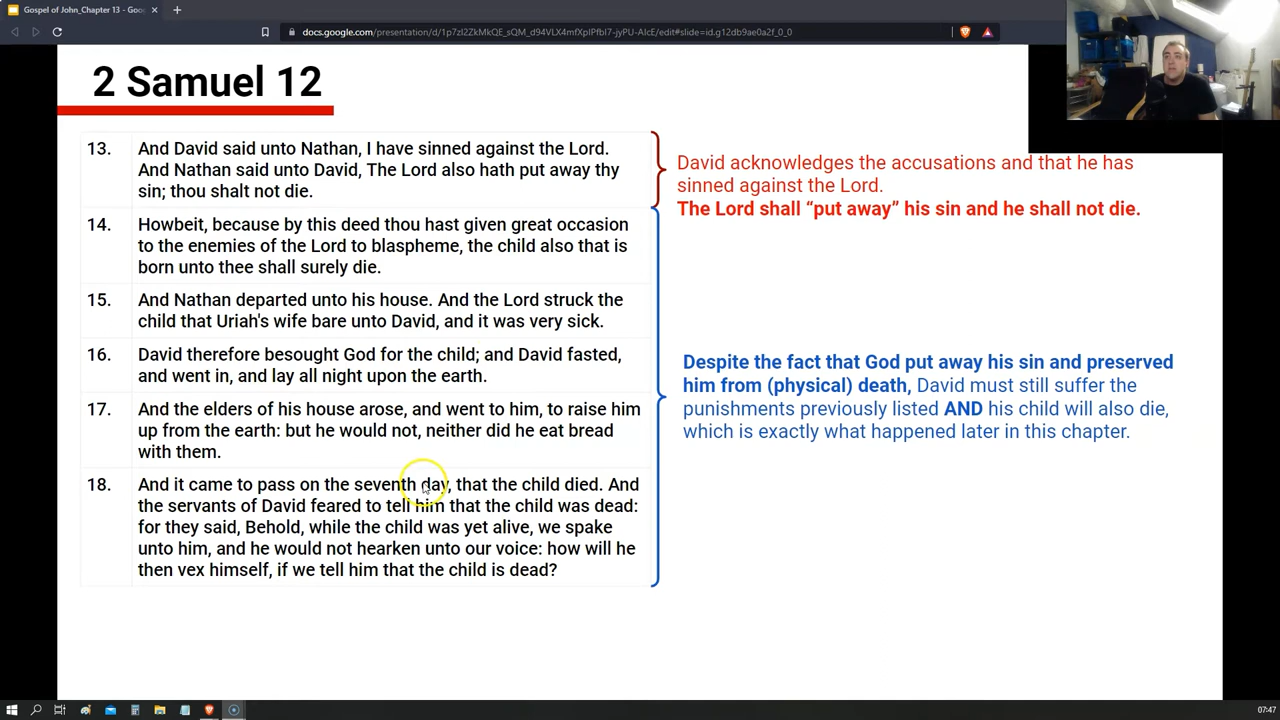 Gospel of John_Chapter 13 - Goo
docs.google.com/presentation/d/1p7zl2ZkMkQE_sQM_d94VLX4mfXpIPfbI7-jyPU-AIcE/edit#slide=id.g12db9ae0a2f_0_0
2 Samuel 12
13. And David said unto Nathan, I have sinned against the Lord.
And Nathan said unto David, The Lord also hath put away thy
sin; thou shalt not die.
David acknowledges the accusations and that he has
sinned against the Lord.
The Lord shall “put away” his sin and he shall not die.
14. Howbeit, because by this deed thou hast given great occasion
to the enemies of the Lord to blaspheme, the child also that is
born unto thee shall surely die.
15. And Nathan departed unto his house. And the Lord struck the
child that Uriah's wife bare unto David, and it was very sick.
16. David therefore besought God for the child; and David fasted,
and went in, and lay all night upon the earth.
17. And the elders of his house arose, and went to him, to raise him
up from the earth: but he would not, neither did he eat bread
with them.
18. And it came to pass on the seventh day, that the child died. And
the servants of David feared to tell him that the child was dead:
for they said, Behold, while the child was yet alive, we spake
unto him, and he would not hearken unto our voice: how will he
then vex himself, if we tell him that the child is dead?
Despite the fact that God put away his sin and preserved
him from (physical) death, David must still suffer the
punishments previously listed AND his child will also die,
which is exactly what happened later in this chapter.
07:47